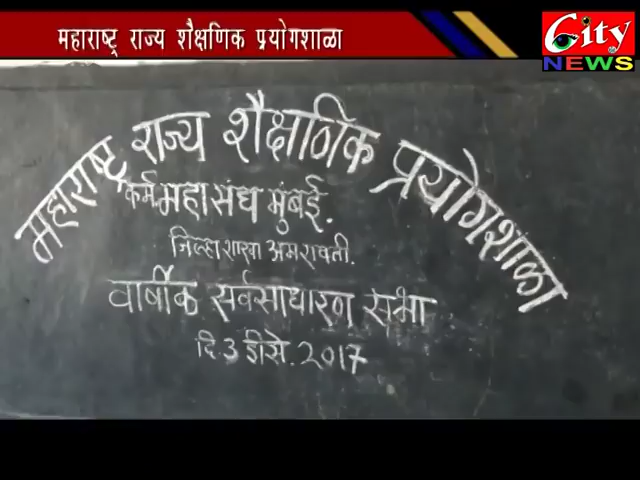 महाराष्ट्र राज्य शैक्षणिक प्रयोगशाळा
City
NEWS
महाराष्ट्र राज्य शैक्षणिक प्रयोगशाळा
कर्म.महासंघ मुंबई.
जिल्हा शाखा अमरावती.
वार्षीक सर्वसाधारण सभा
दि.3 डीसे.2017